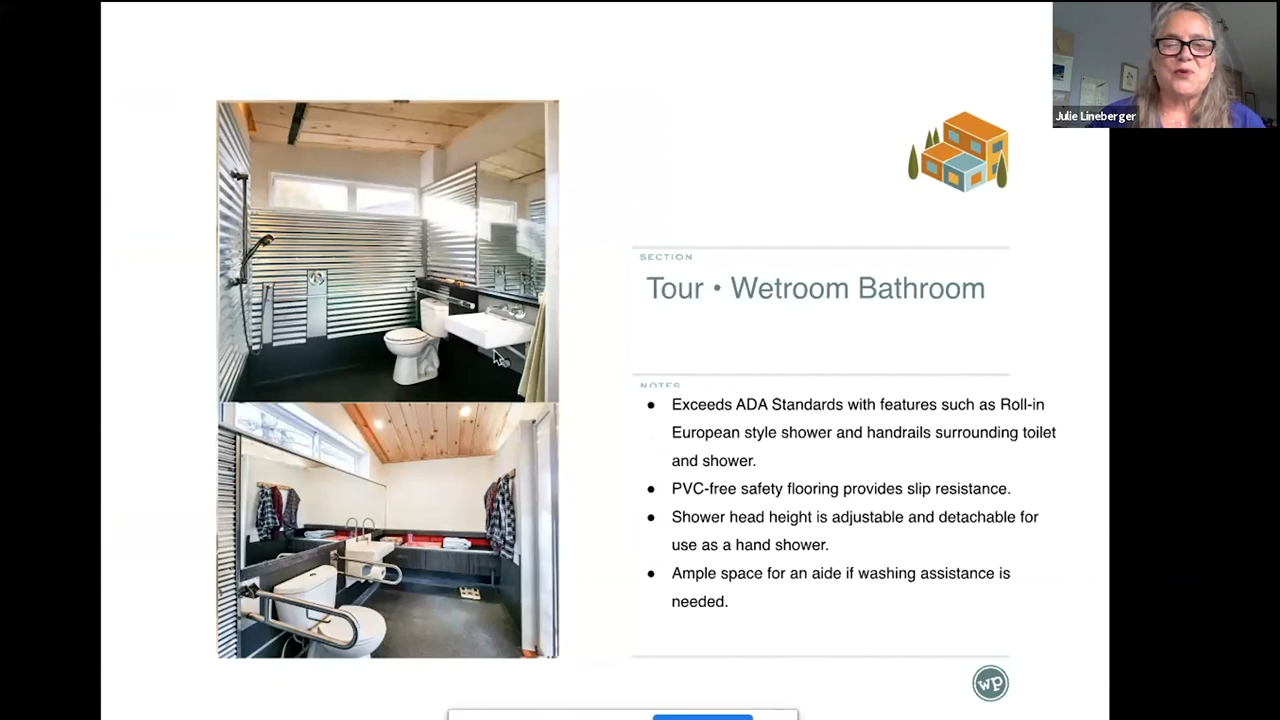 Julie Lineberger
SECTION
Tour • Wetroom Bathroom
NOTES
● Exceeds ADA Standards with features such as Roll-in
European style shower and handrails surrounding toilet
and shower.
● PVC-free safety flooring provides slip resistance.
● Shower head height is adjustable and detachable for
use as a hand shower.
● Ample space for an aide if washing assistance is
needed.
wp